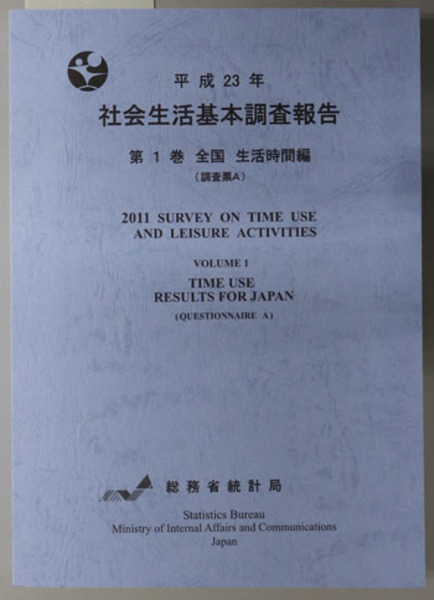 平成 23 年
社会生活基本調査報告
第 1 巻 全国 生活時間編
(調査票A)
2011 SURVEY ON TIME USE
AND LEISURE ACTIVITIES
VOLUME 1
TIME USE
RESULTS FOR JAPAN
(QUESTIONNAIRE A)
総務省統計局
Statistics Bureau
Ministry of Internal Affairs and Communications
Japan